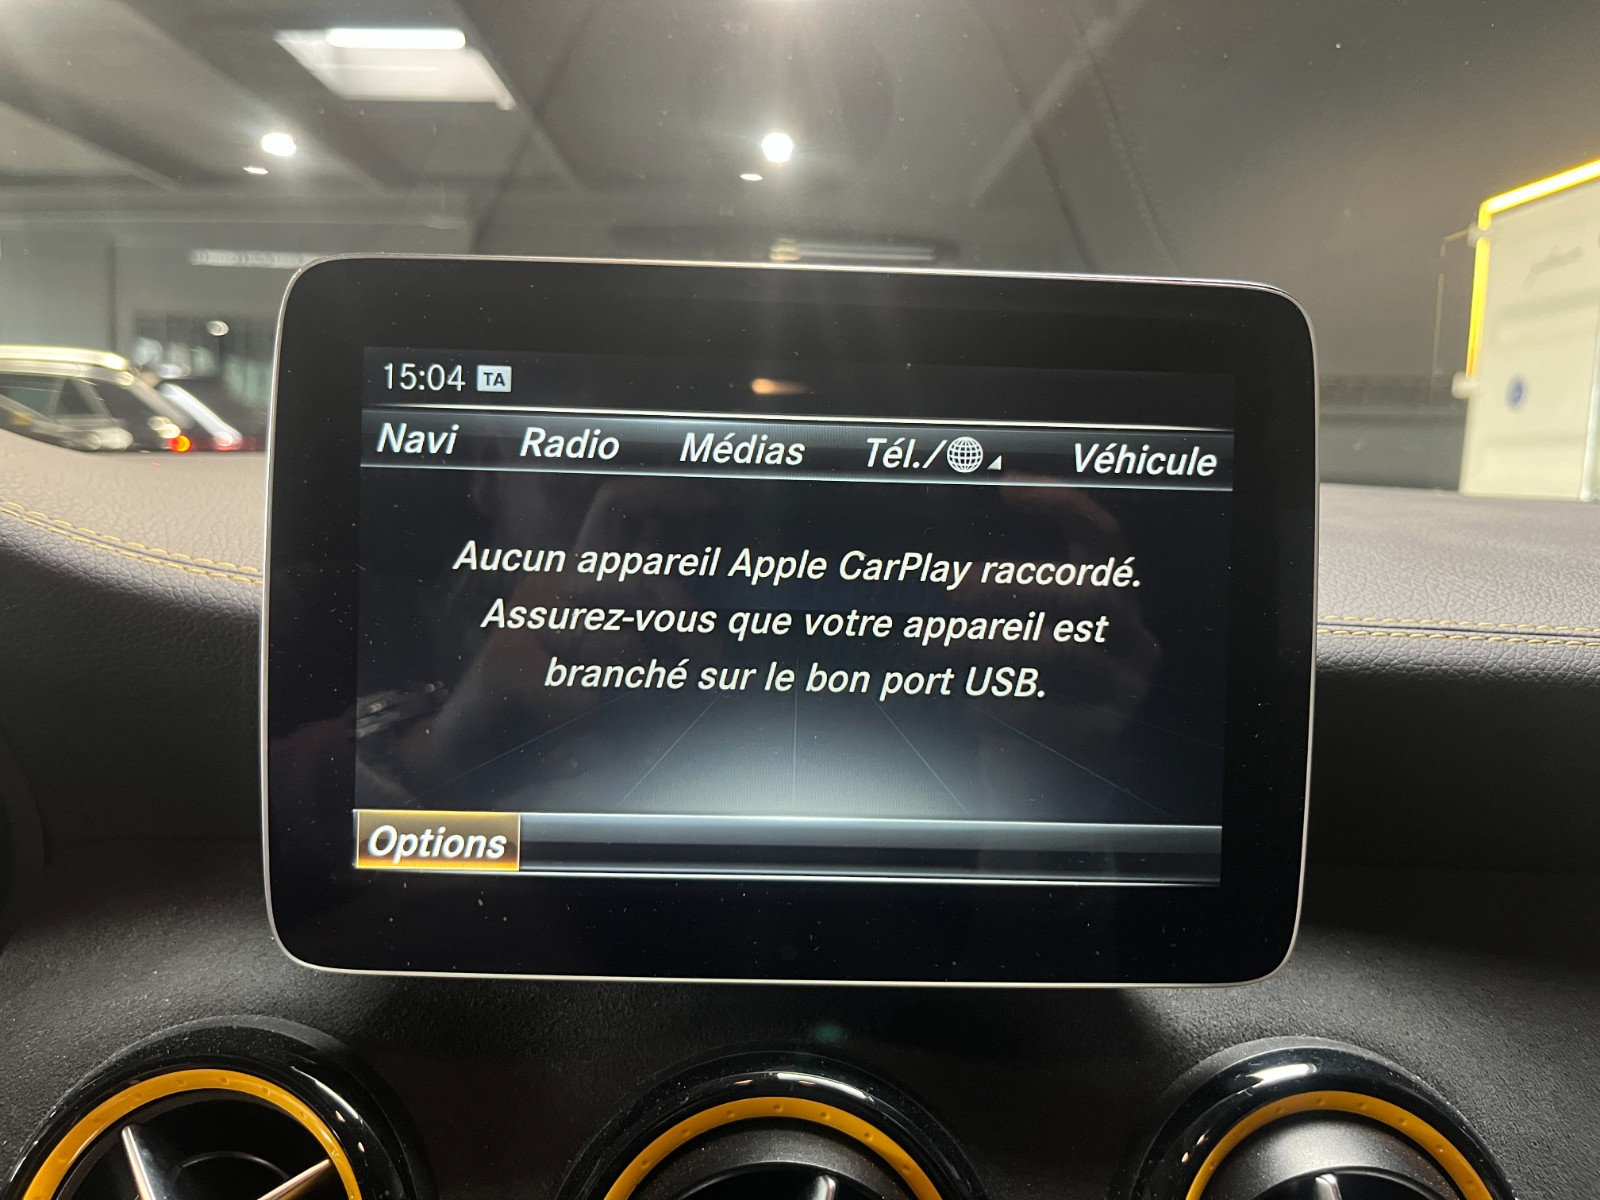 15:04 TA
Navi Radio Médias Tél./ Véhicule
Aucun appareil Apple CarPlay raccordé.
Assurez-vous que votre appareil est
branché sur le bon port USB.
Options